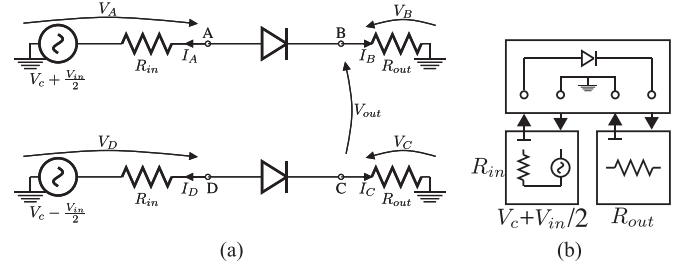 V_A
A
B
V_B
I_A
I_B
R_in
R_out
V_c + V_in/2
V_out
V_D
V_C
I_D
D
C
I_C
R_in
R_out
V_c − V_in/2
R_in
V_c+V_in/2
R_out
(a)
(b)